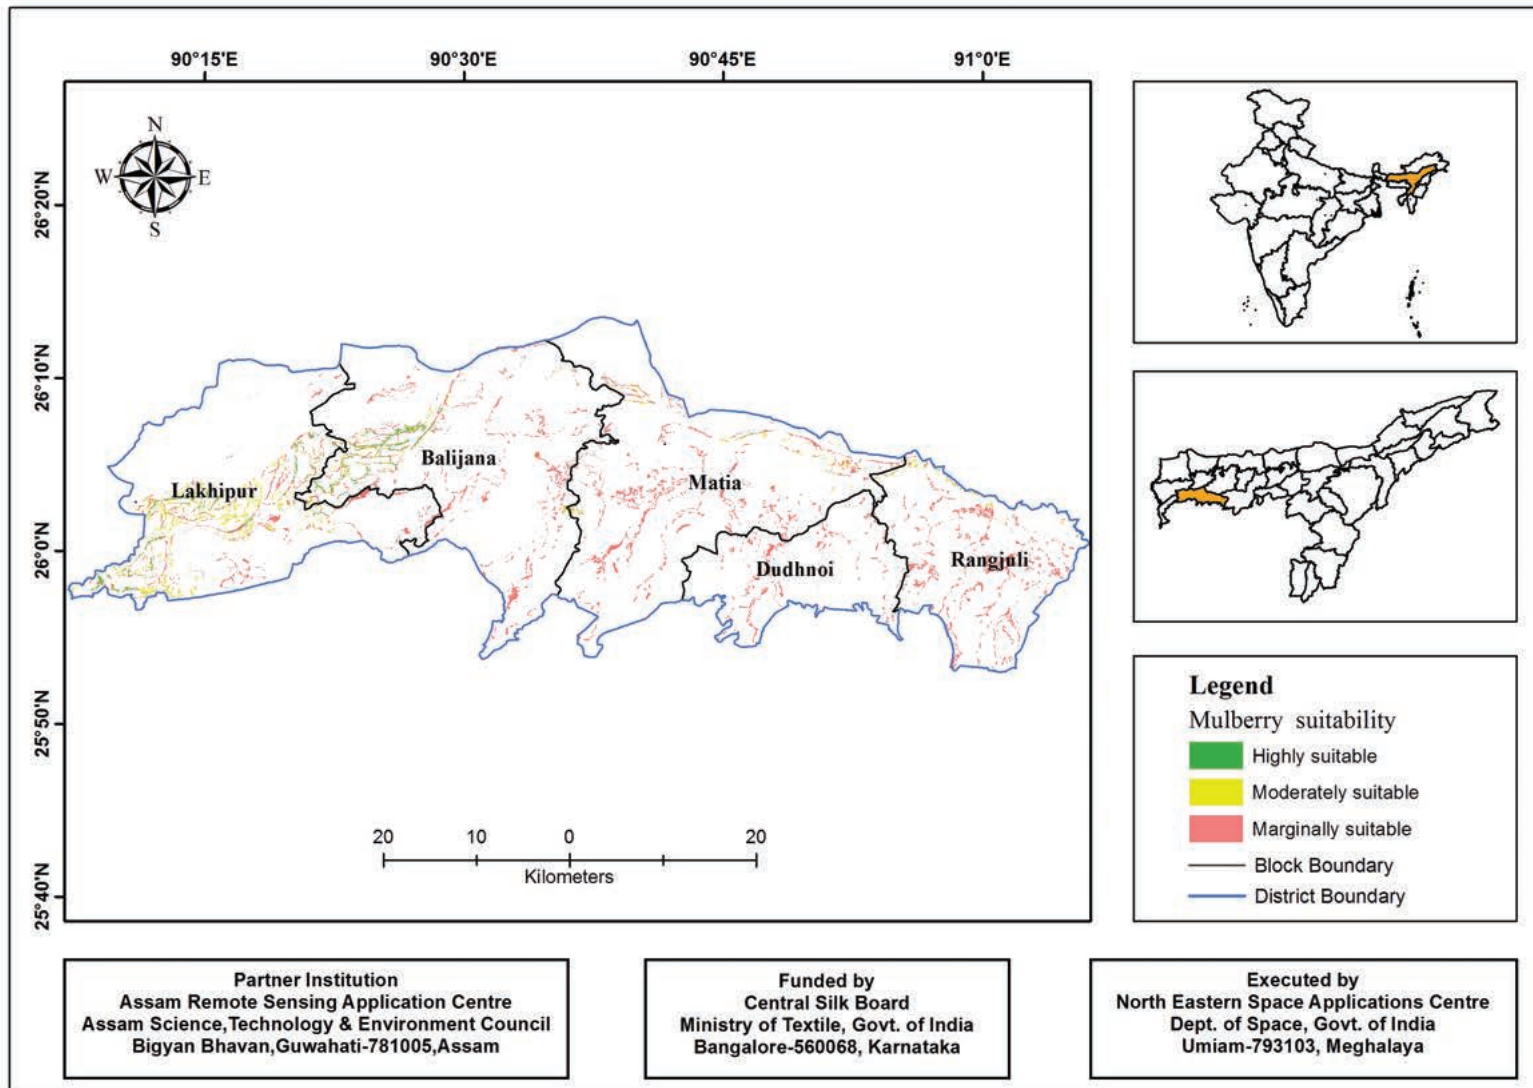 90°15'E
90°30'E
90°45'E
91°0'E
26°20'N
26°10'N
26°0'N
25°50'N
25°40'N
N
W
E
S
Lakhipur
Balijana
Matia
Dudhnoi
Rangjuli
20
10
0
20
Kilometers
Legend
Mulberry suitability
Highly suitable
Moderately suitable
Marginally suitable
Block Boundary
District Boundary
Partner Institution
Assam Remote Sensing Application Centre
Assam Science,Technology & Environment Council
Bigyan Bhavan,Guwahati-781005,Assam
Funded by
Central Silk Board
Ministry of Textile, Govt. of India
Bangalore-560068, Karnataka
Executed by
North Eastern Space Applications Centre
Dept. of Space, Govt. of India
Umiam-793103, Meghalaya